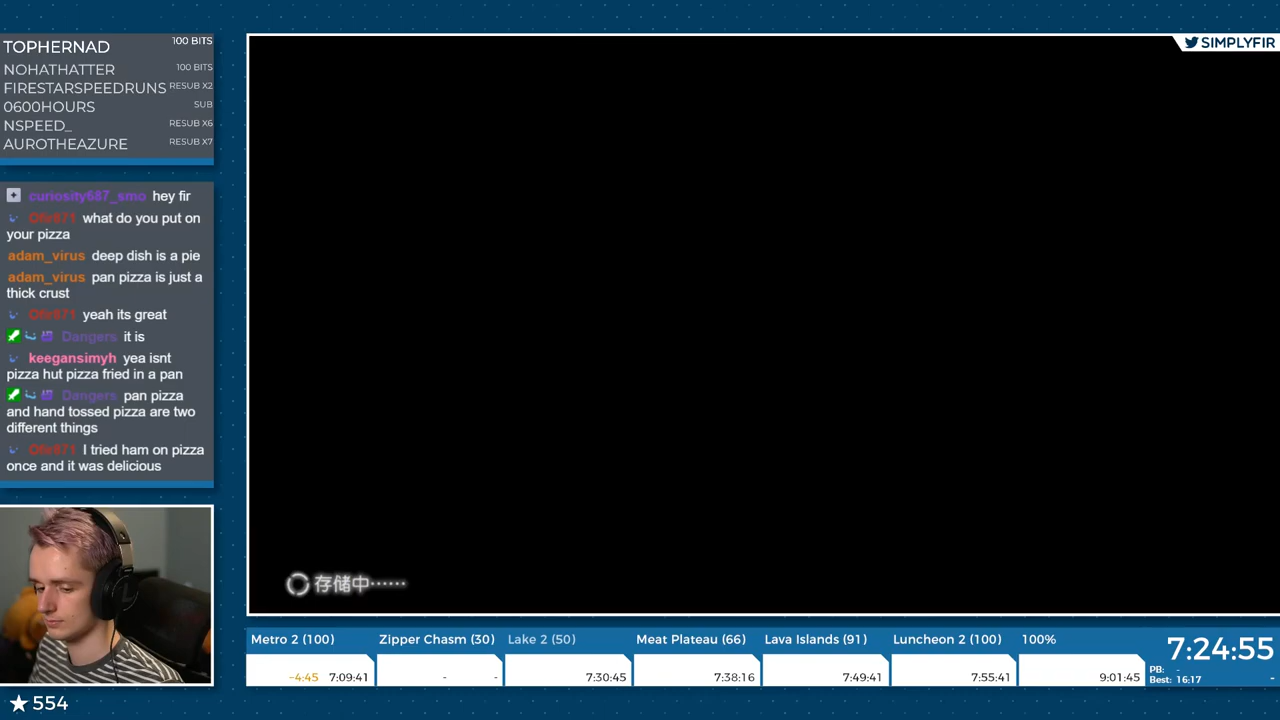 TOPHERNAD 100 BITS
NOHATHATTER 100 BITS
FIRESTARSPEEDRUNS RESUB X2
0600HOURS SUB
NSPEED_ RESUB X6
AUROTHEAZURE RESUB X7
SIMPLYFIR
curiosity687_smo hey fir
what do you put on
your pizza
adam_virus deep dish is a pie
adam_virus pan pizza is just a
thick crust
yeah its great
Dangers it is
keegansimyh yea isnt
pizza hut pizza fried in a pan
Dangers pan pizza
and hand tossed pizza are two
different things
I tried ham on pizza
once and it was delicious
存储中……
Metro 2 (100) Zipper Chasm (30) Lake 2 (50) Meat Plateau (66) Lava Islands (91) Luncheon 2 (100) 100%
-4:45 7:09:41 - - 7:30:45 7:38:16 7:49:41 7:55:41 9:01:45
7:24:55
PB: -
Best: 16:17 -
★ 554